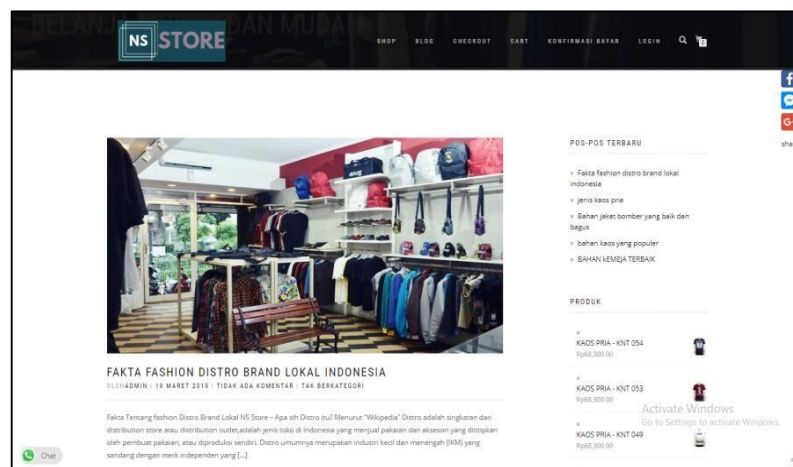 BELANJA DAN MUDAH
NS STORE
SHOP BLOG CHECKOUT CART KONFIRMASI BAYAR LOGIN
POS-POS TERBARU
» Fakta fashion distro brand lokal
indonesia
» jenis kaos pria
» Bahan jaket bomber yang baik dan
bagus
» bahan kaos yang populer
» BAHAN kEMEJA TERBAIK
PRODUK
»
KAOS PRIA - KNT 054
Rp68,300.00
»
KAOS PRIA - KNT 053
Rp68,300.00
»
KAOS PRIA - KNT 049
Rp68,300.00
FAKTA FASHION DISTRO BRAND LOKAL INDONESIA
OLEHADMIN | 19 MARET 2019 | TIDAK ADA KOMENTAR | TAK BERKATEGORI
Fakta Tentang fashion Distro Brand Lokal NS Store – Apa sih Distro itu? Menurut "Wikipedia" Distro adalah singkatan dari
distribution store atau distribution outlet,adalah jenis toko di Indonesia yang menjual pakaian dan aksesori yang dititipkan
oleh pembuat pakaian, atau diproduksi sendiri. Distro umumnya merupakan industri kecil dan menengah (IKM) yang
sandang dengan merk independen yang [...]
Chat
Activate Windows
Go to Settings to activate Windows.